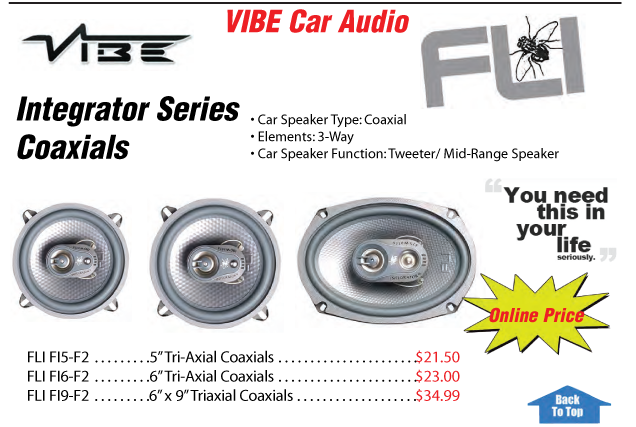 VIBE Car Audio
VIBE
FLI
Integrator Series
Coaxials
• Car Speaker Type: Coaxial
• Elements: 3-Way
• Car Speaker Function: Tweeter/ Mid-Range Speaker
“You need
this in
your
life
seriously.”
Online Price
FLI FI5-F2 . . . . . . . . .5” Tri-Axial Coaxials . . . . . . . . . . . . . . . . . . . . . .$21.50
FLI FI6-F2 . . . . . . . . .6” Tri-Axial Coaxials . . . . . . . . . . . . . . . . . . . . . .$23.00
FLI FI9-F2 . . . . . . . . .6” x 9” Triaxial Coaxials . . . . . . . . . . . . . . . . . . .$34.99
Back
To Top